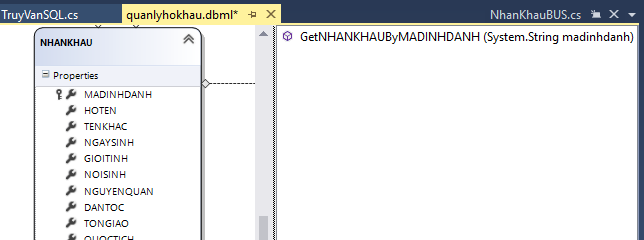 TruyVanSQL.cs quanlyhokhau.dbml* NhanKhauBUS.cs
NHANKHAU
GetNHANKHAUByMADINHDANH (System.String madinhdanh)
Properties
MADINHDANH
HOTEN
TENKHAC
NGAYSINH
GIOITINH
NOISINH
NGUYENQUAN
DANTOC
TONGIAO
QUOCTICH